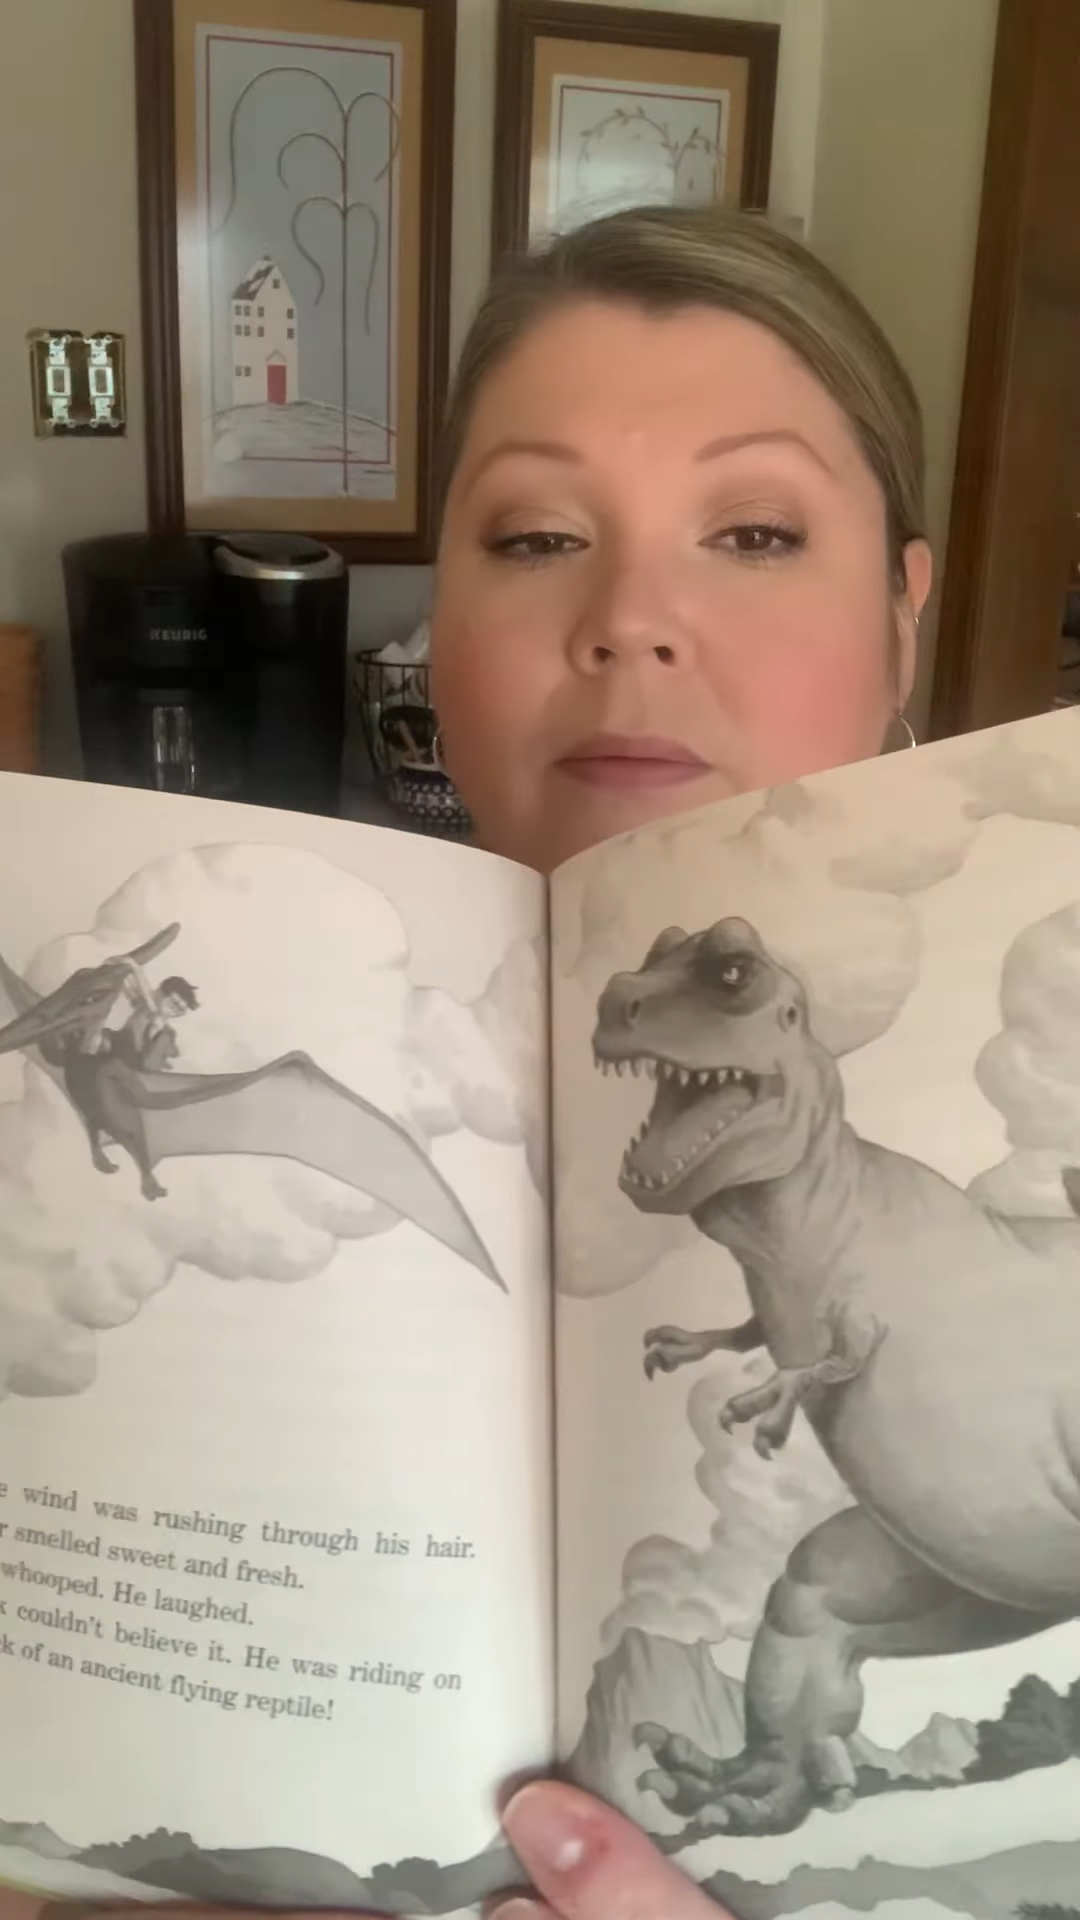 KEURIG
wind was rushing through his hair.
smelled sweet and fresh.
whooped. He laughed.
couldn't believe it. He was riding on
of an ancient flying reptile!